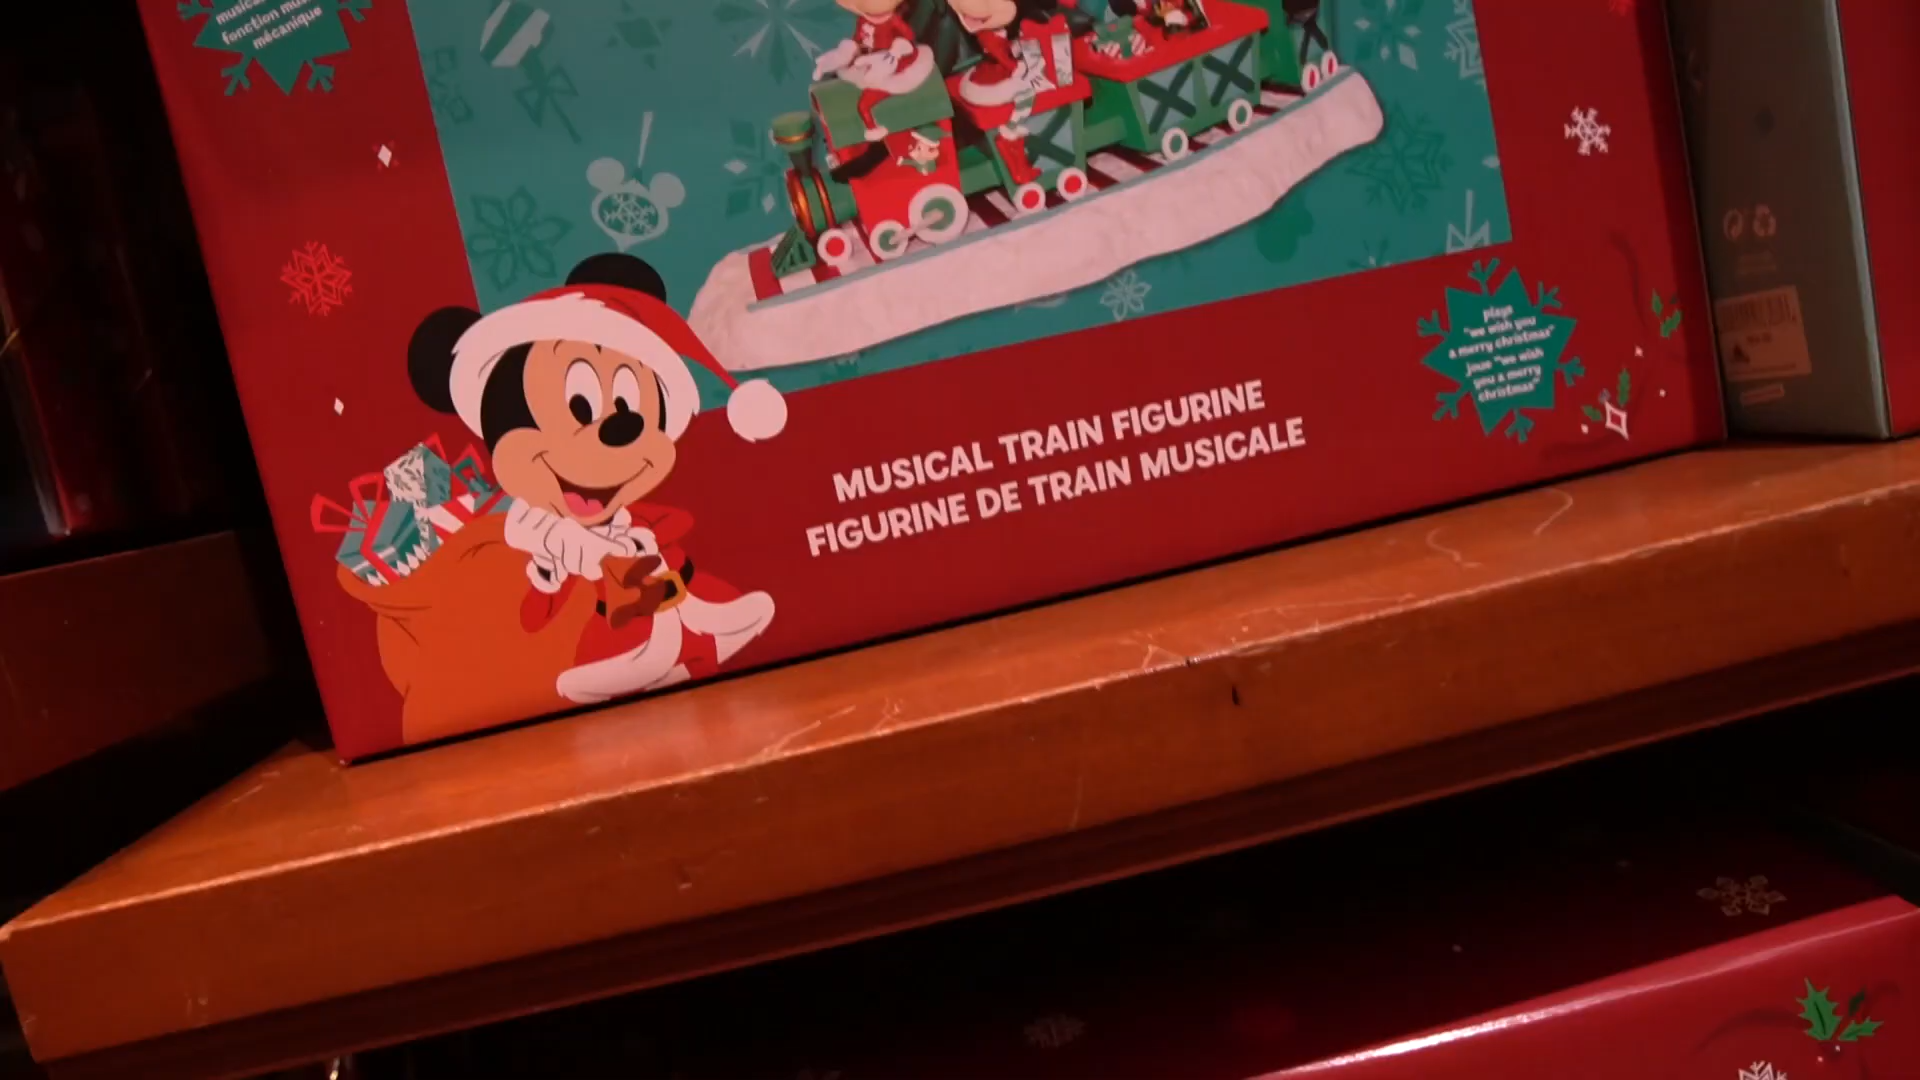 fonction
mécanique
MUSICAL TRAIN FIGURINE
FIGURINE DE TRAIN MUSICALE
plays
"we wish you
a merry christmas"
joue "we wish
you a merry
christmas"